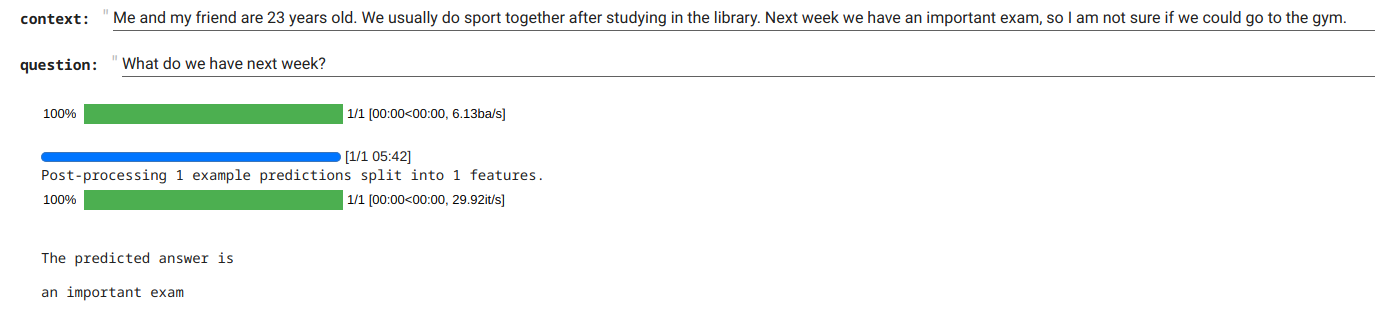 context: " Me and my friend are 23 years old. We usually do sport together after studying in the library. Next week we have an important exam, so I am not sure if we could go to the gym.
question: " What do we have next week?
100% 1/1 [00:00<00:00, 6.13ba/s]
[1/1 05:42]
Post-processing 1 example predictions split into 1 features.
100% 1/1 [00:00<00:00, 29.92it/s]
The predicted answer is
an important exam